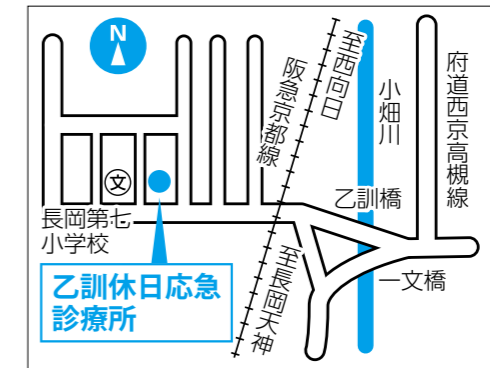 N
至西向日
阪急京都線
小畑川
府道西京高槻線
文
乙訓橋
長岡第七
小学校
一文橋
至長岡天神
乙訓休日応急
診療所